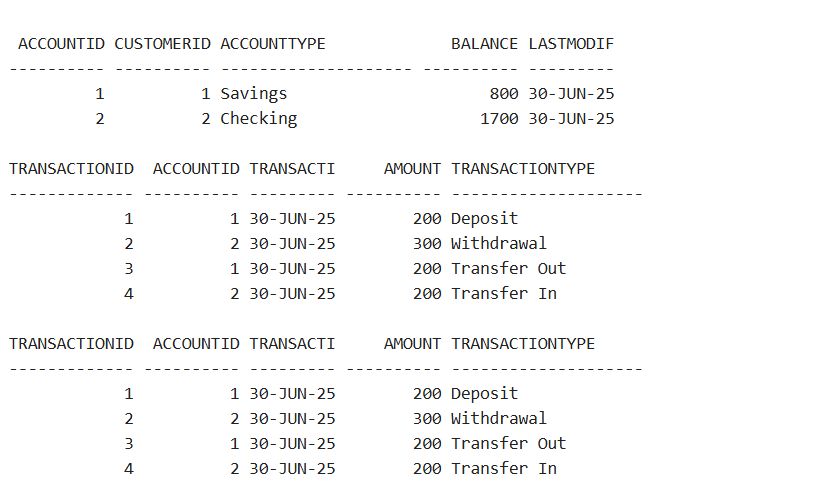 ACCOUNTID CUSTOMERID ACCOUNTTYPE             BALANCE LASTMODIF
---------- ---------- -------------------- ---------- ---------
         1          1 Savings                     800 30-JUN-25
         2          2 Checking                   1700 30-JUN-25

TRANSACTIONID  ACCOUNTID TRANSACTI     AMOUNT TRANSACTIONTYPE
------------- ---------- --------- ---------- --------------------
            1          1 30-JUN-25        200 Deposit
            2          2 30-JUN-25        300 Withdrawal
            3          1 30-JUN-25        200 Transfer Out
            4          2 30-JUN-25        200 Transfer In

TRANSACTIONID  ACCOUNTID TRANSACTI     AMOUNT TRANSACTIONTYPE
------------- ---------- --------- ---------- --------------------
            1          1 30-JUN-25        200 Deposit
            2          2 30-JUN-25        300 Withdrawal
            3          1 30-JUN-25        200 Transfer Out
            4          2 30-JUN-25        200 Transfer In